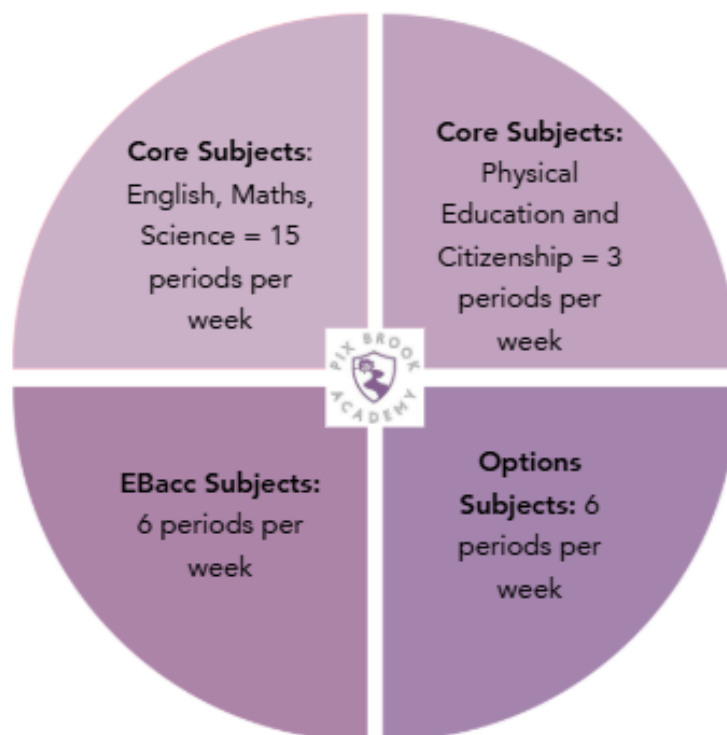 Core Subjects:
English, Maths,
Science = 15
periods per
week
Core Subjects:
Physical
Education and
Citizenship = 3
periods per
week
PIX BROOK
ACADEMY
EBacc Subjects:
6 periods per
week
Options
Subjects: 6
periods per
week